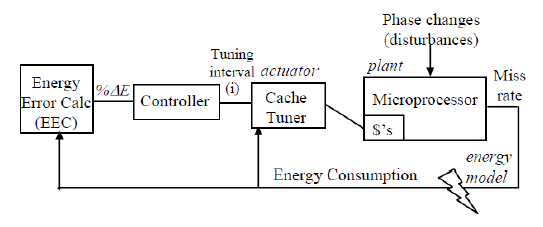 Phase changes
(disturbances)
Tuning
interval actuator
(i)
plant
Miss
rate
Energy
Error Calc
(EEC)
%ΔE
Controller
Cache
Tuner
Microprocessor
$'s
energy
model
Energy Consumption